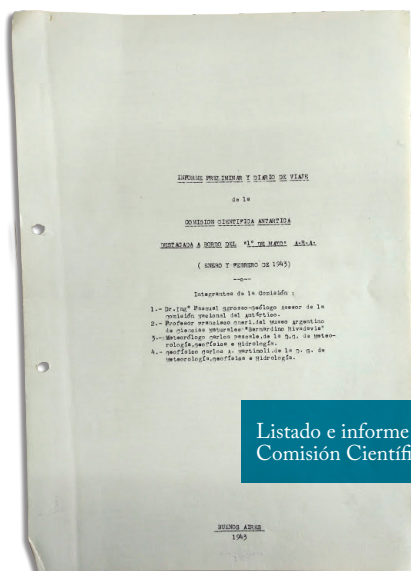 INFORME PRELIMINAR Y DIARIO DE VIAJE
de la
COMISION CIENTIFICA ANTARTICA
DESTACADA A BORDO DEL "1° DE MAYO" A.R.A.
( ENERO Y FEBRERO DE 1943)
--o--
Integrantes de la Comisión :
1.- Dr.Ing° Pascual Sgrosso-geólogo Asesor de la
Comisión Nacional del Antártico.
2.- Profesor Francisco del Museo Argentino
de Ciencias Naturales "Bernardino Rivadavia"
3.- Meteorólogo Carlos de la D.G. de Meteo-
rología,Geofísica e Hidrología.
4.- Geofísico Carlos A. Martinoli.de la D. G. de
Meteorología,Geofísica e Hidrología.
Listado e informe
Comisión Científi
BUENOS AIRES
1943